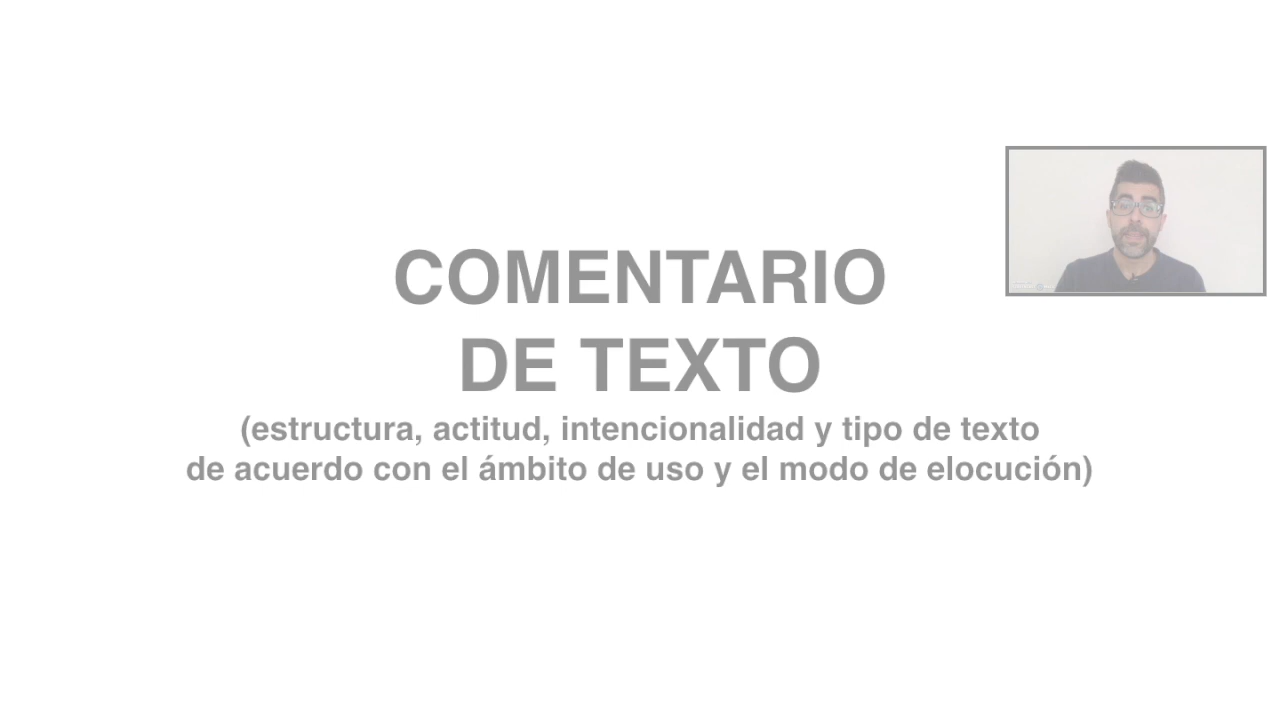 COMENTARIO
DE TEXTO
(estructura, actitud, intencionalidad y tipo de texto
de acuerdo con el ámbito de uso y el modo de elocución)